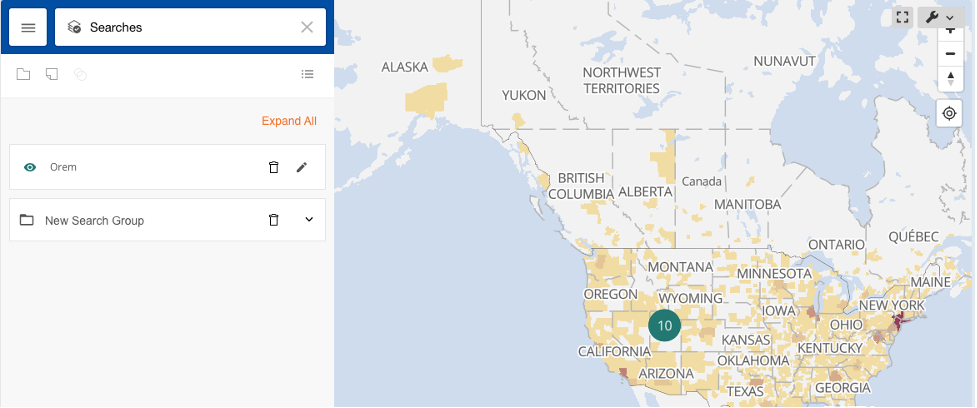 Searches
Expand All
Orem
New Search Group
ALASKA
YUKON
NORTHWEST
TERRITORIES
NUNAVUT
BRITISH
COLUMBIA
ALBERTA
Canada
MANITOBA
ONTARIO
QUÉBEC
MONTANA
MINNESOTA
MAINE
OREGON
WYOMING
IOWA
NEW YORK
10
OHIO
CALIFORNIA
KANSAS
KENTUCKY
ARIZONA
OKLAHOMA
TEXAS
GEORGIA